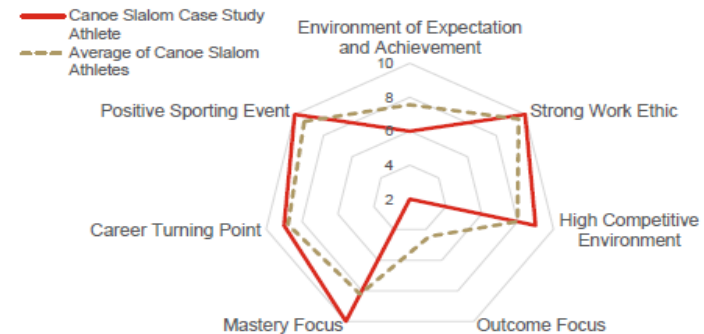 Canoe Slalom Case Study
Athlete
Average of Canoe Slalom
Athletes
Environment of Expectation
and Achievement
10
8
6
4
2
Positive Sporting Event
Strong Work Ethic
Career Turning Point
High Competitive
Environment
Mastery Focus
Outcome Focus